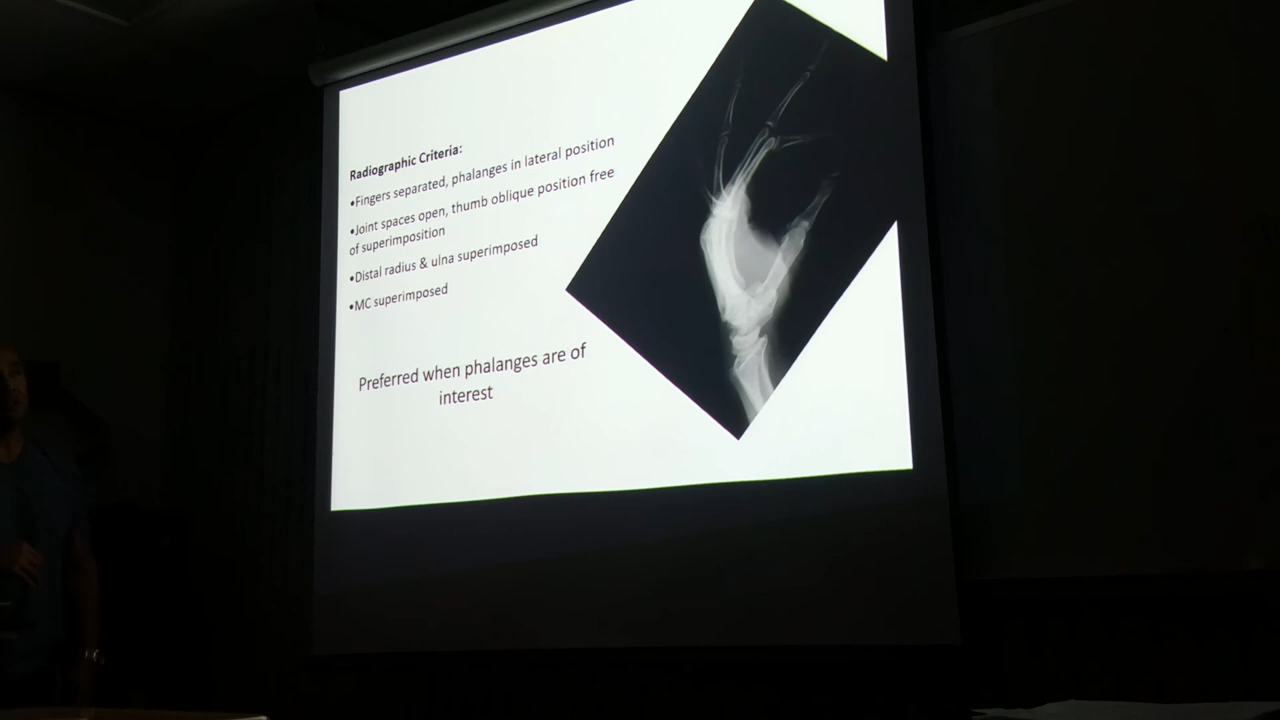 Radiographic Criteria:
•Fingers separated, phalanges in lateral position
•Joint spaces open, thumb oblique position free
of superimposition
•Distal radius & ulna superimposed
•MC superimposed
Preferred when phalanges are of
interest